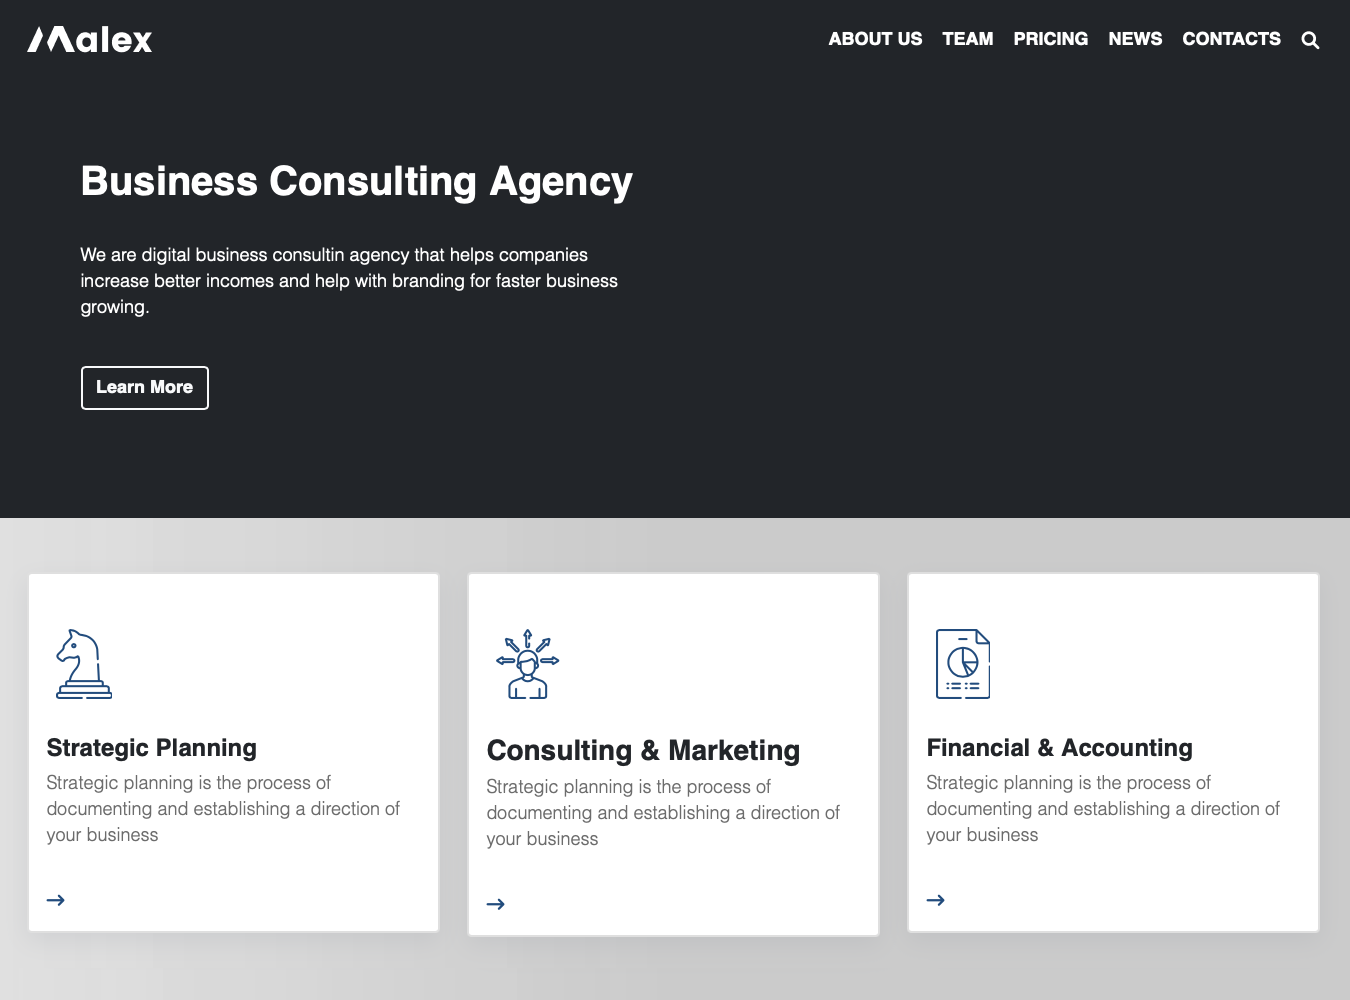 Malex
ABOUT US TEAM PRICING NEWS CONTACTS
Business Consulting Agency
We are digital business consultin agency that helps companies
increase better incomes and help with branding for faster business
growing.
Learn More
Strategic Planning
Strategic planning is the process of
documenting and establishing a direction of
your business
Consulting & Marketing
Strategic planning is the process of
documenting and establishing a direction of
your business
Financial & Accounting
Strategic planning is the process of
documenting and establishing a direction of
your business